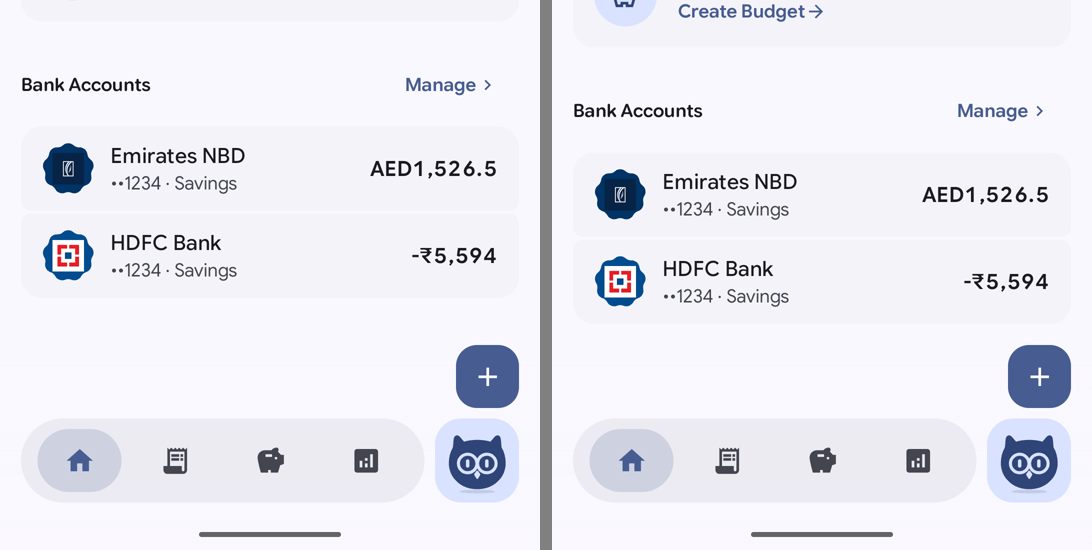 Bank Accounts
Manage
Emirates NBD
AED1,526.5
••1234 · Savings
HDFC Bank
-₹5,594
••1234 · Savings
Create Budget→
Bank Accounts
Manage
Emirates NBD
AED1,526.5
••1234 · Savings
HDFC Bank
-₹5,594
••1234 · Savings